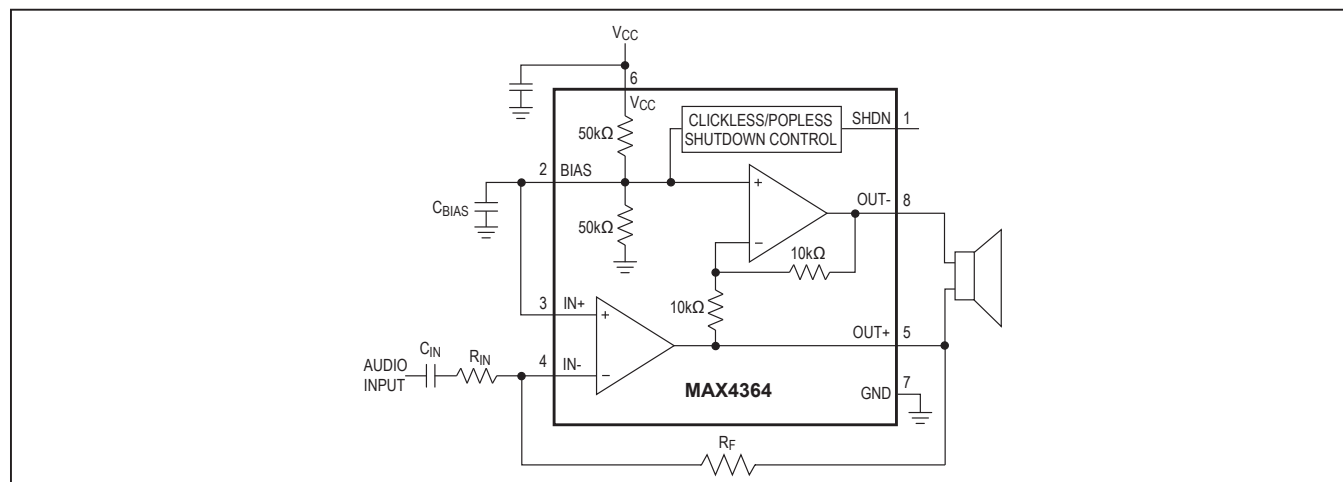 VCC
6
VCC
CLICKLESS/POPLESS
SHUTDOWN CONTROL
SHDN
1
50kΩ
2
BIAS
+
OUT-
8
CBIAS
50kΩ
−
10kΩ
3
IN+
+
10kΩ
OUT+
5
AUDIO
INPUT
CIN
RIN
4
IN-
−
MAX4364
GND
7
RF